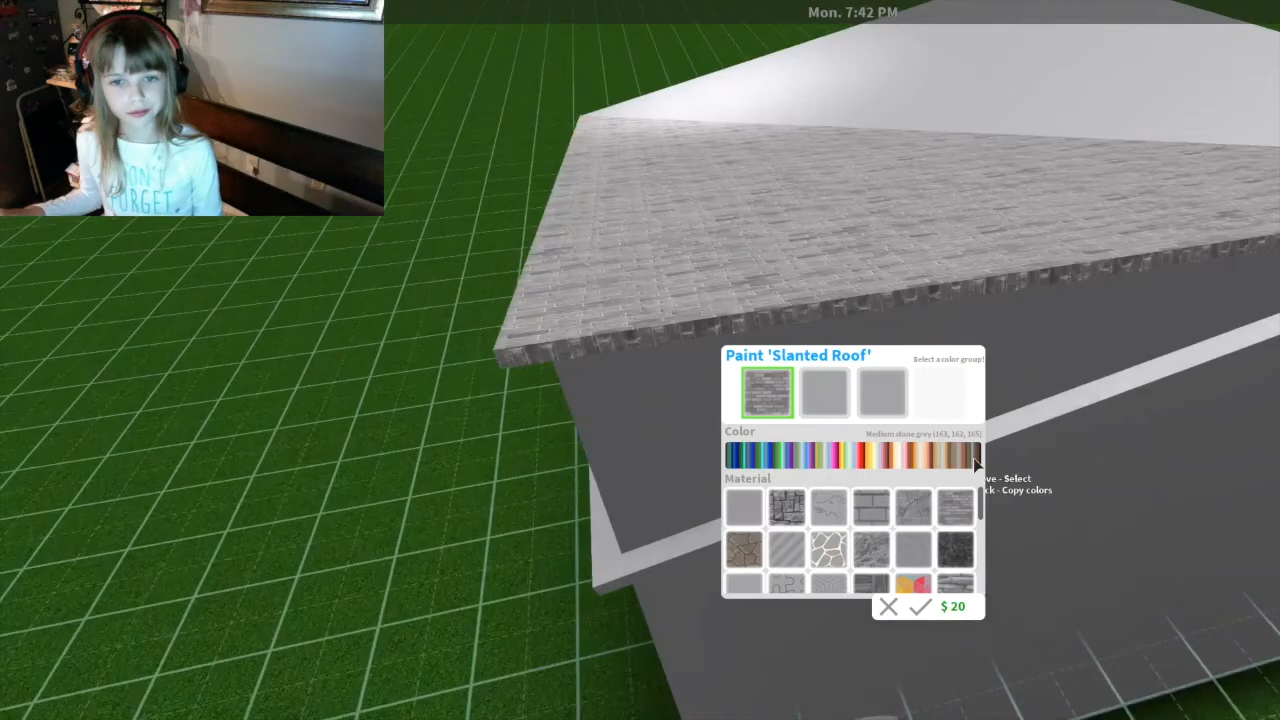 Mon. 7:42 PM
DON'T
FORGET.
Paint 'Slanted Roof'
Select a color group!
Color
Medium stone grey (163, 162, 165)
ve - Select
Material
ck - Copy colors
$ 20